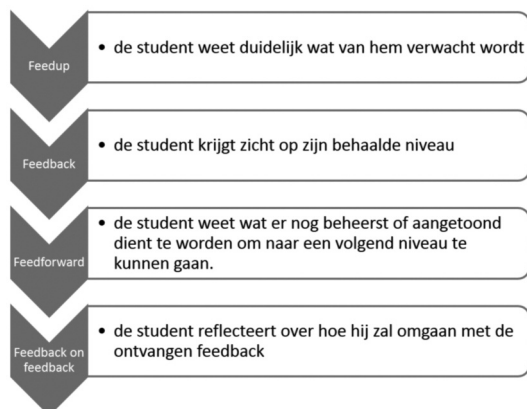 Feedup
• de student weet duidelijk wat van hem verwacht wordt
Feedback
• de student krijgt zicht op zijn behaalde niveau
Feedforward
• de student weet wat er nog beheerst of aangetoond
dient te worden om naar een volgend niveau te
kunnen gaan.
Feedback on
feedback
• de student reflecteert over hoe hij zal omgaan met de
ontvangen feedback